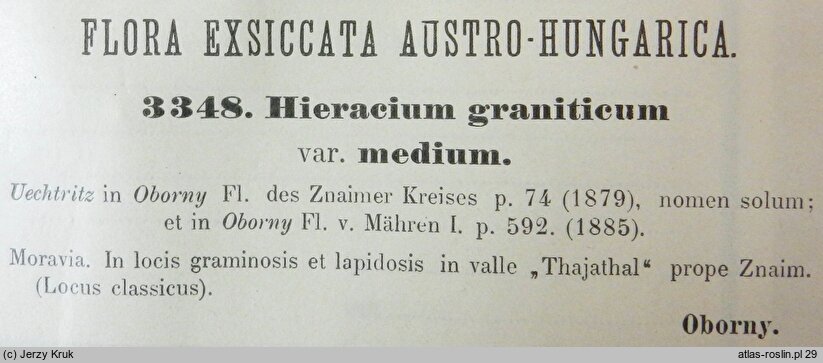 FLORA EXSICCATA AUSTRO-HUNGARICA.
3348. Hieracium graniticum
var. medium.
Uechtritz in Oborny Fl. des Znaimer Kreises p. 74 (1879), nomen solum;
et in Oborny Fl. v. Mähren I. p. 592. (1885).
Moravia. In locis graminosis et lapidosis in valle „Thajathal“ prope Znaim.
(Locus classicus).
Oborny.
(c) Jerzy Kruk
atlas-roslin.pl 29